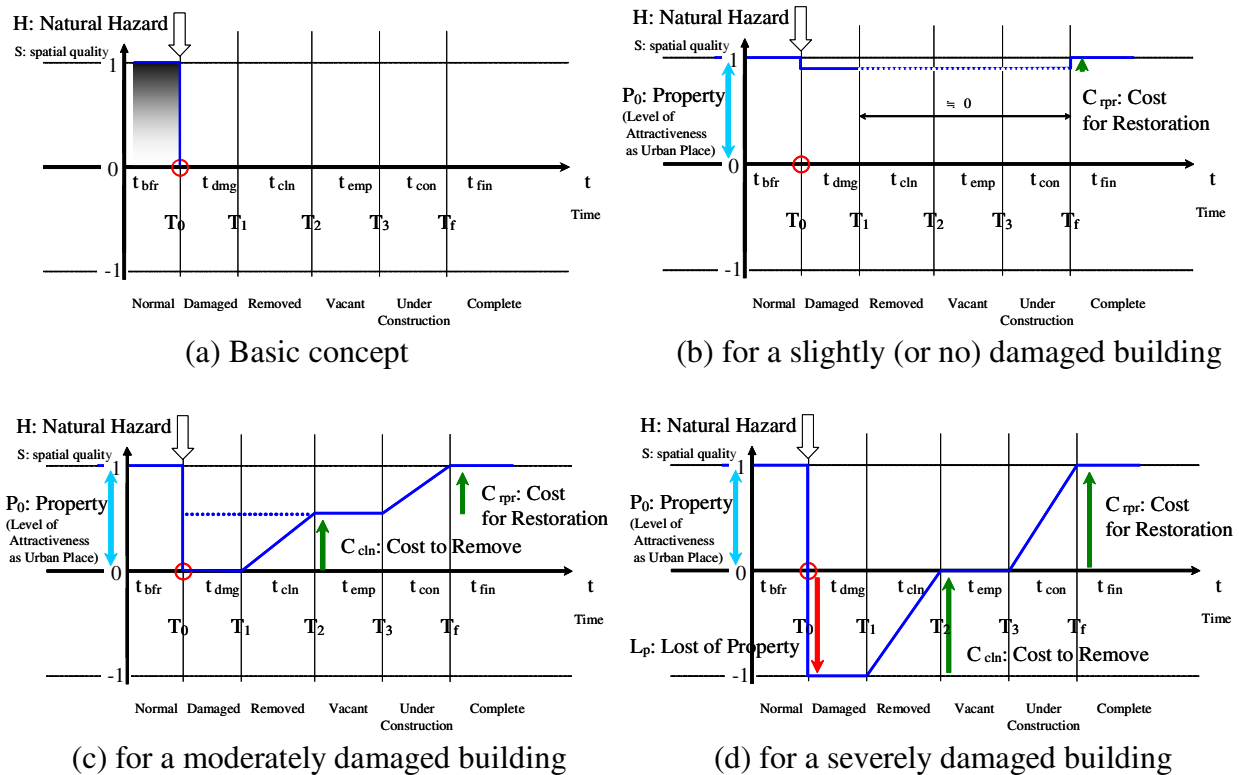 H: Natural Hazard
S: spatial quality
1
0
-1
t bfr t dmg t cln t emp t con t fin t
Time
T0 T1 T2 T3 Tf
Normal Damaged Removed Vacant Under Construction Complete
(a) Basic concept
H: Natural Hazard
S: spatial quality
1
P0: Property
(Level of
Attractiveness
as Urban Place)
≒ 0
C rpr: Cost
for Restoration
0
t bfr t dmg t cln t emp t con t fin t
Time
T0 T1 T2 T3 Tf
-1
Normal Damaged Removed Vacant Under Construction Complete
(b) for a slightly (or no) damaged building
H: Natural Hazard
S: spatial quality
1
P0: Property
(Level of
Attractiveness
as Urban Place)
C rpr: Cost
for Restoration
C cln: Cost to Remove
0
t bfr t dmg t cln t emp t con t fin t
Time
T0 T1 T2 T3 Tf
-1
Normal Damaged Removed Vacant Under Construction Complete
(c) for a moderately damaged building
H: Natural Hazard
S: spatial quality
1
P0: Property
(Level of
Attractiveness
as Urban Place)
C rpr: Cost
for Restoration
0
t bfr t dmg t cln t emp t con t fin t
Time
T0 T1 T2 T3 Tf
Lp: Lost of Property
C cln: Cost to Remove
-1
Normal Damaged Removed Vacant Under Construction Complete
(d) for a severely damaged building